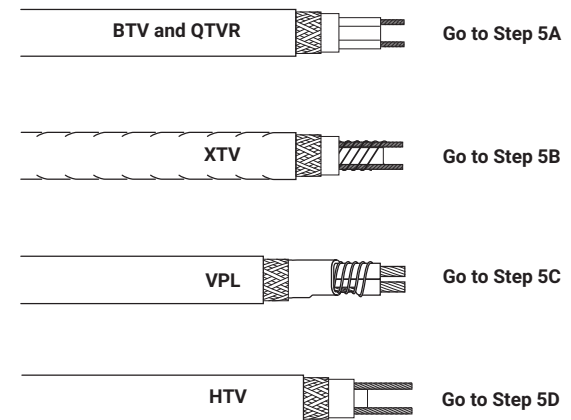 BTV and QTVR
Go to Step 5A
XTV
Go to Step 5B
VPL
Go to Step 5C
HTV
Go to Step 5D